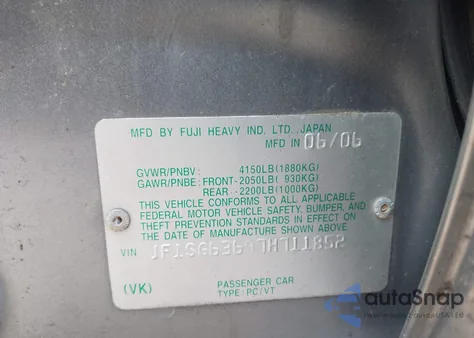 MFD BY FUJI HEAVY IND. LTD., JAPAN
MFD IN 06/06
GVWR/PNBV : 4150LB(1880KG)
GAWR/PNBE: FRONT-2050LB( 930KG)
REAR -2200LB(1000KG)
THIS VEHICLE CONFORMS TO ALL APPLICABLE
FEDERAL MOTOR VEHICLE SAFETY, BUMPER, AND
THEFT PREVENTION STANDARDS IN EFFECT ON
THE DATE OF MANUFACTURE SHOWN ABOVE.
VIN
(VK) PASSENGER CAR
TYPE:PC/VT
autoSnap